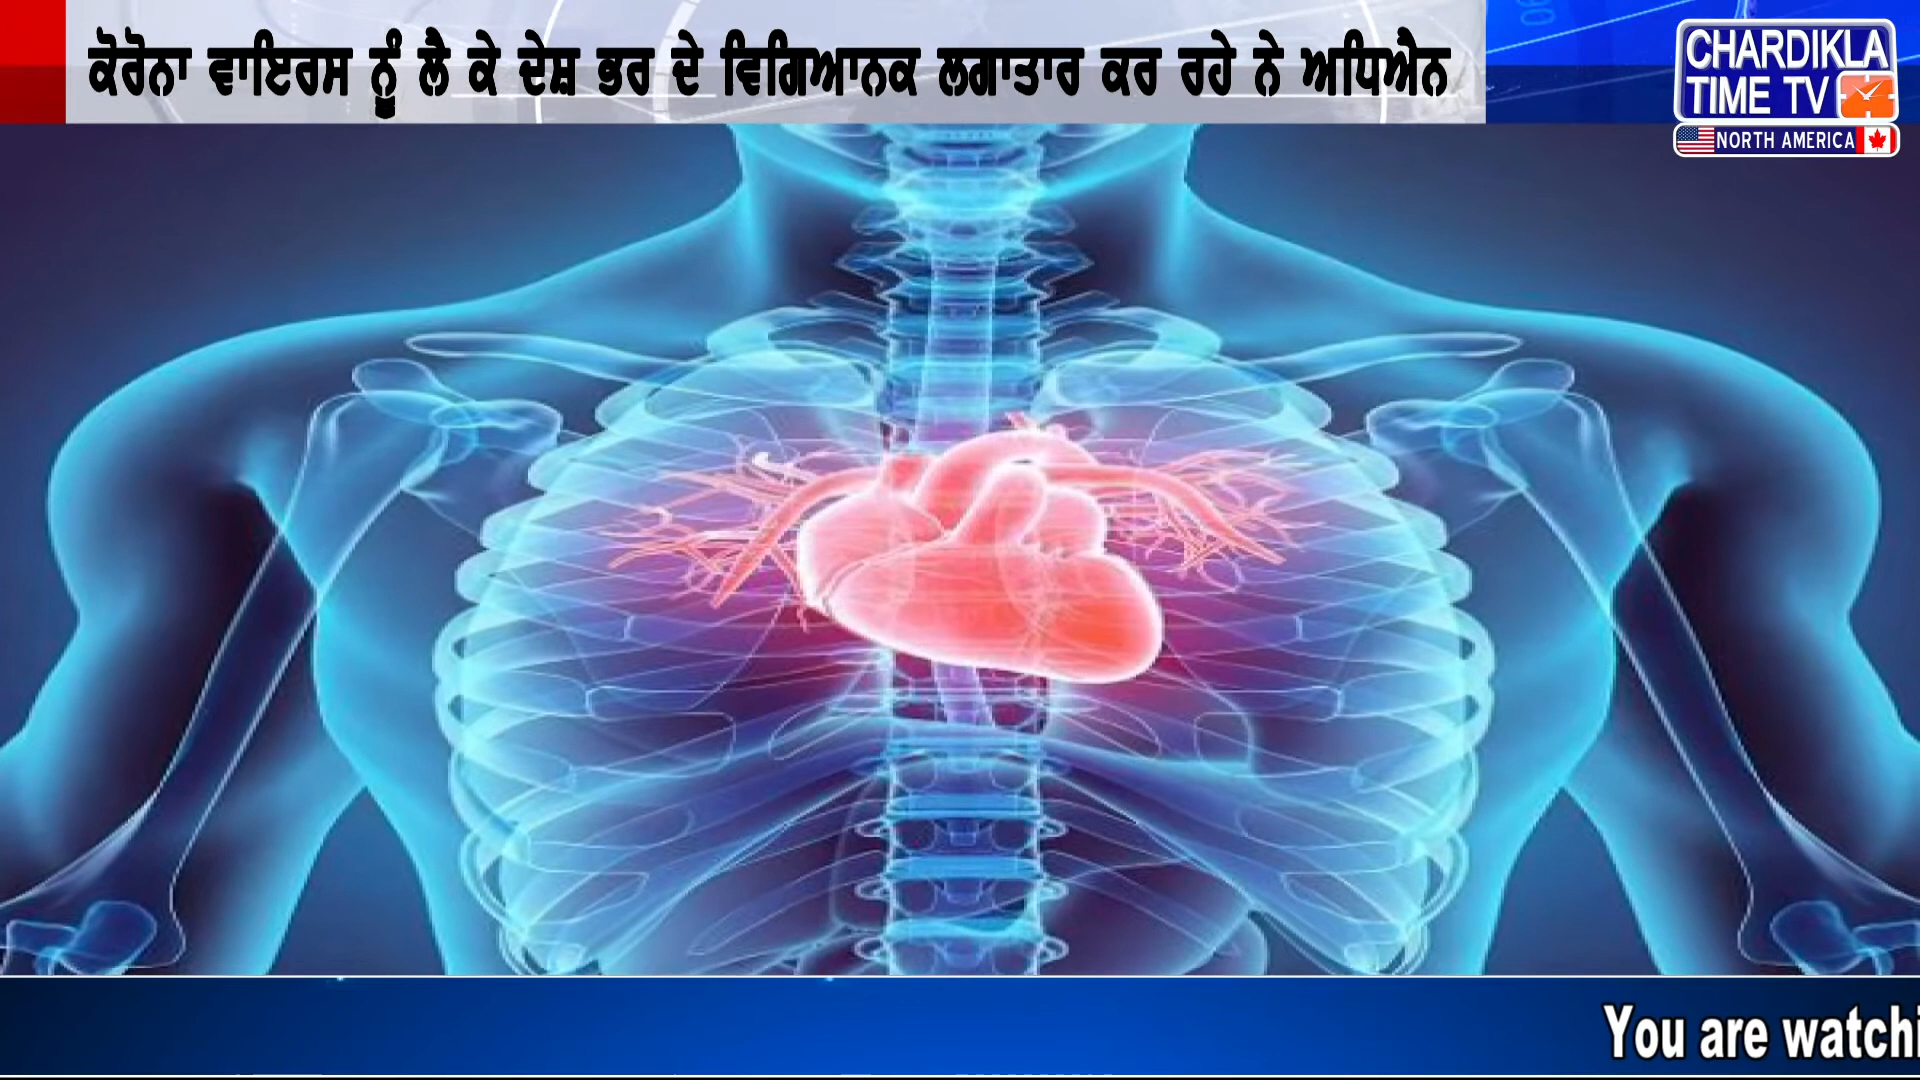 ਕੋਰੋਨਾ ਵਾਇਰਸ ਨੂੰ ਲੈ ਕੇ ਦੇਸ਼ ਭਰ ਦੇ ਵਿਗਿਆਨਕ ਲਗਾਤਾਰ ਕਰ ਰਹੇ ਨੇ ਅਧਿਐਨ
CHARDIKLA
TIME TV
NORTH AMERICA
You are watchi